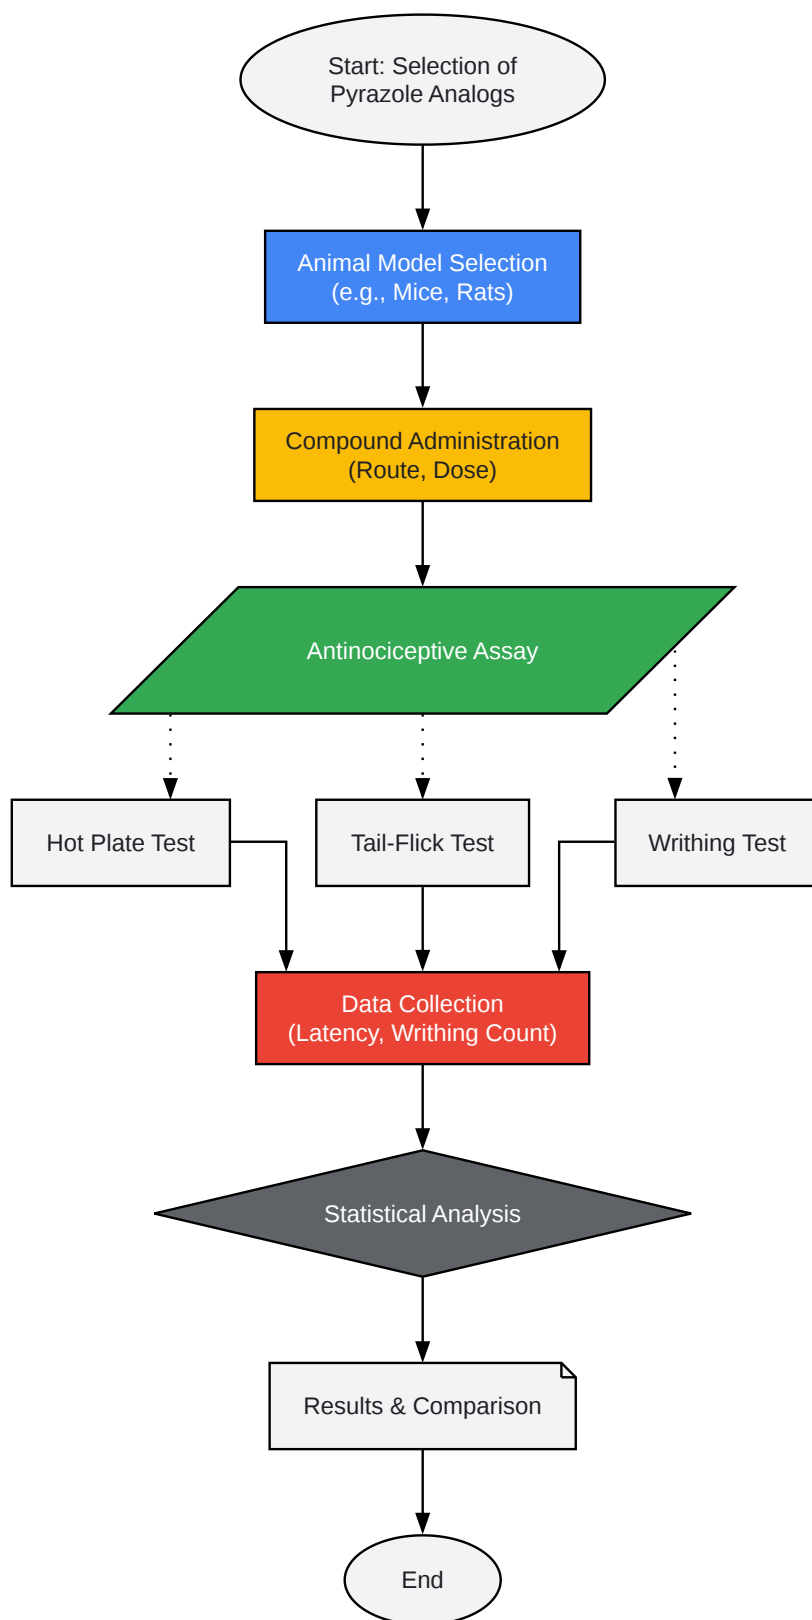 Start: Selection of
Pyrazole Analogs
Animal Model Selection
(e.g., Mice, Rats)
Compound Administration
(Route, Dose)
Antinociceptive Assay
Hot Plate Test
Tail-Flick Test
Writhing Test
Data Collection
(Latency, Writhing Count)
Statistical Analysis
Results & Comparison
End